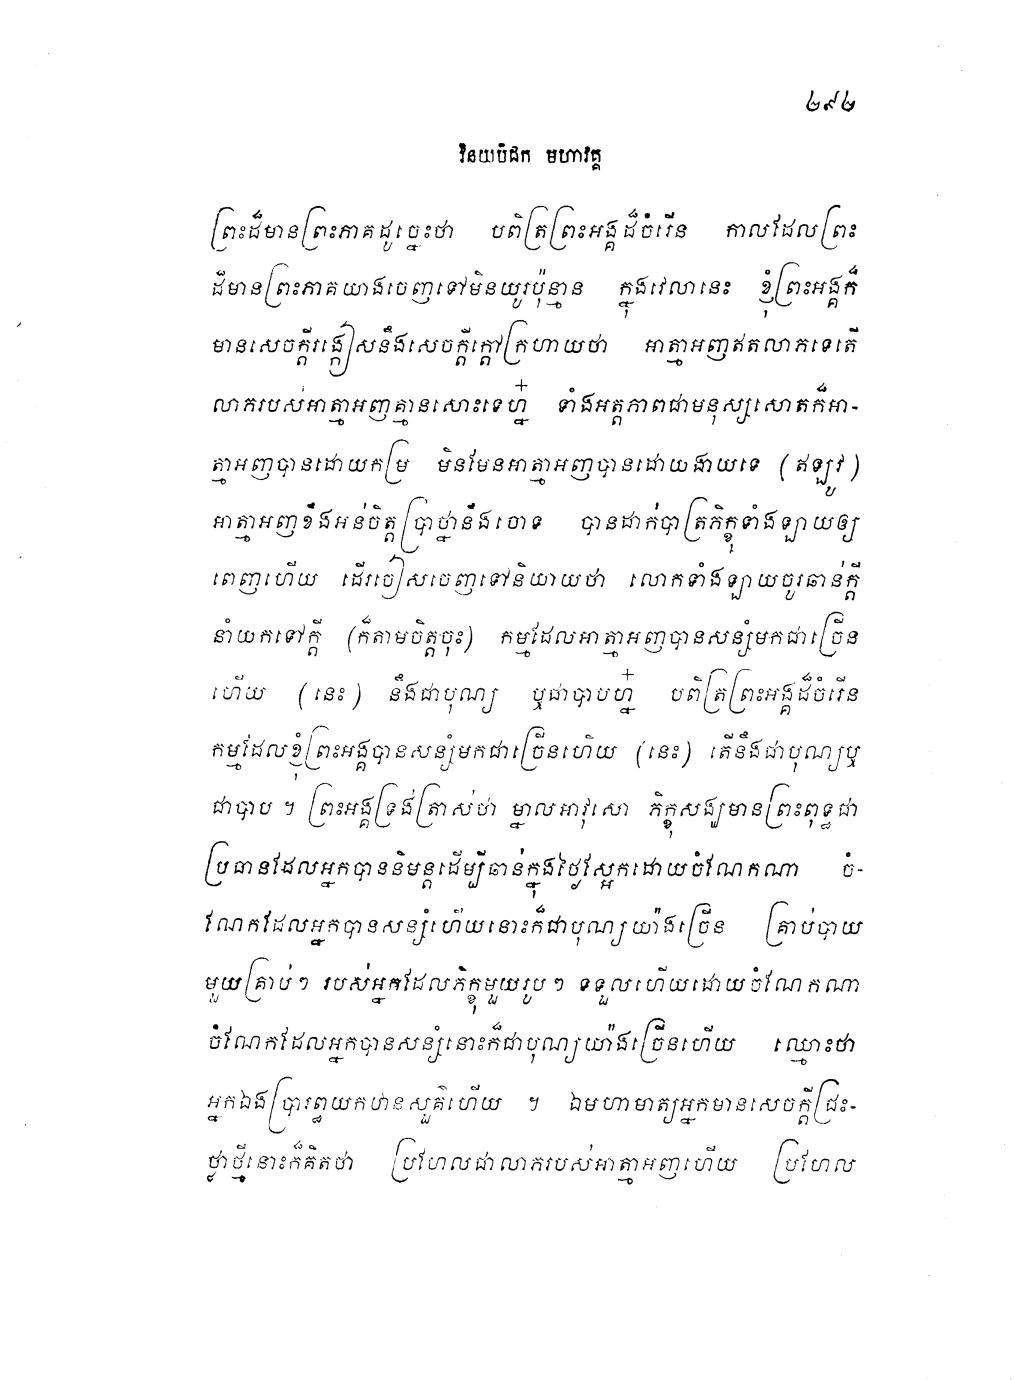 ២៩២
វិនយបិដក មហាវគ្គ
ព្រះដ៏មានព្រះភាគដូច្នេះថា បពិត្រព្រះអង្គដ៏ចំរើន កាលដែលព្រះ
ដ៏មានព្រះភាគយាងចេញទៅមិនយូរប៉ុន្មាន ក្នុងវេលានេះ ខ្ញុំព្រះអង្គក៏
មានសេចក្តីរង្កៀសនឹងសេចក្តីក្តៅក្រហាយថា អាត្មាអញឥតលាភទេតើ
លាភរបស់អាត្មាអញគ្មានសោះទេហ្ន៎ ទាំងអត្តភាពជាមនុស្សសោតក៏អា-
ត្មាអញបានដោយកម្រ មិនមែនអាត្មាអញបានដោយងាយទេ (ឥឡូវ)
អាត្មាអញខឹងអន់ចិត្តប្រាថ្នានឹងចោទ បានដាក់បាត្រភិក្ខុទាំងឡាយឲ្យ
ពេញហើយ ដើរចៀសចេញទៅនិយាយថា លោកទាំងឡាយចូរឆាន់ក្តី
នាំយកទៅក្តី (ក៏តាមចិត្តចុះ) កម្មដែលអាត្មាអញបានសន្សំមកជាច្រើន
ហើយ (នេះ) នឹងជាបុណ្យ ឬជាបាបហ្ន៎ បពិត្រព្រះអង្គដ៏ចំរើន
កម្មដែលខ្ញុំព្រះអង្គបានសន្សំមកជាច្រើនហើយ (នេះ) តើនឹងជាបុណ្យឬ
ជាបាប ។ ព្រះអង្គទ្រង់ត្រាស់ថា ម្នាលអាវុសោ ភិក្ខុសង្ឃមានព្រះពុទ្ធជា
ប្រធានដែលអ្នកបាននិមន្តដើម្បីឆាន់ក្នុងថ្ងៃស្អែកដោយចំណែកណា ចំ-
ណែកដែលអ្នកបានសន្សំហើយនោះក៏ជាបុណ្យយ៉ាងច្រើន គ្រាប់បាយ
មួយគ្រាប់ៗ របស់អ្នកដែលភិក្ខុមួយរូបៗ ទទួលហើយដោយចំណែកណា
ចំណែកដែលអ្នកបានសន្សំនោះក៏ជាបុណ្យយ៉ាងច្រើនហើយ ឈ្មោះថា
អ្នកឯងប្រារព្ធយកឋានសួគ៌ហើយ ។ ឯមហាមាត្យអ្នកមានសេចក្តីជ្រះ-
ថ្លាថ្មីនោះក៏គិតថា ប្រហែលជាលាភរបស់អាត្មាអញហើយ ប្រហែល